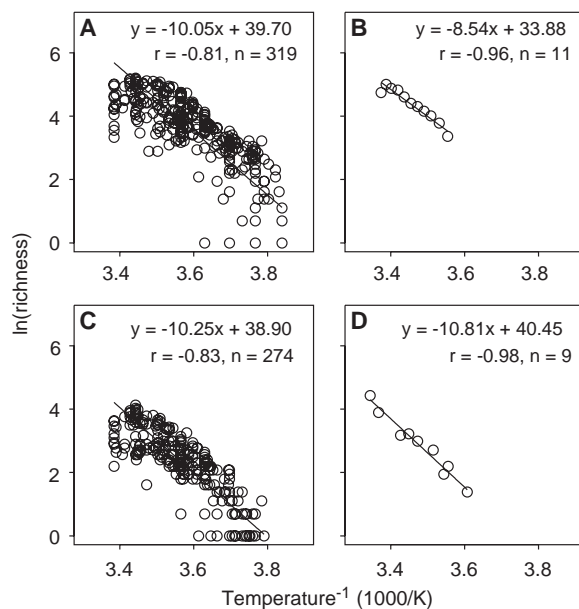 A y = -10.05x + 39.70
r = -0.81, n = 319
B y = -8.54x + 33.88
r = -0.96, n = 11
6
4
2
0
3.4 3.6 3.8
3.4 3.6 3.8
ln(richness)
C y = -10.25x + 38.90
r = -0.83, n = 274
D y = -10.81x + 40.45
r = -0.98, n = 9
6
4
2
0
3.4 3.6 3.8
3.4 3.6 3.8
Temperature⁻¹ (1000/K)